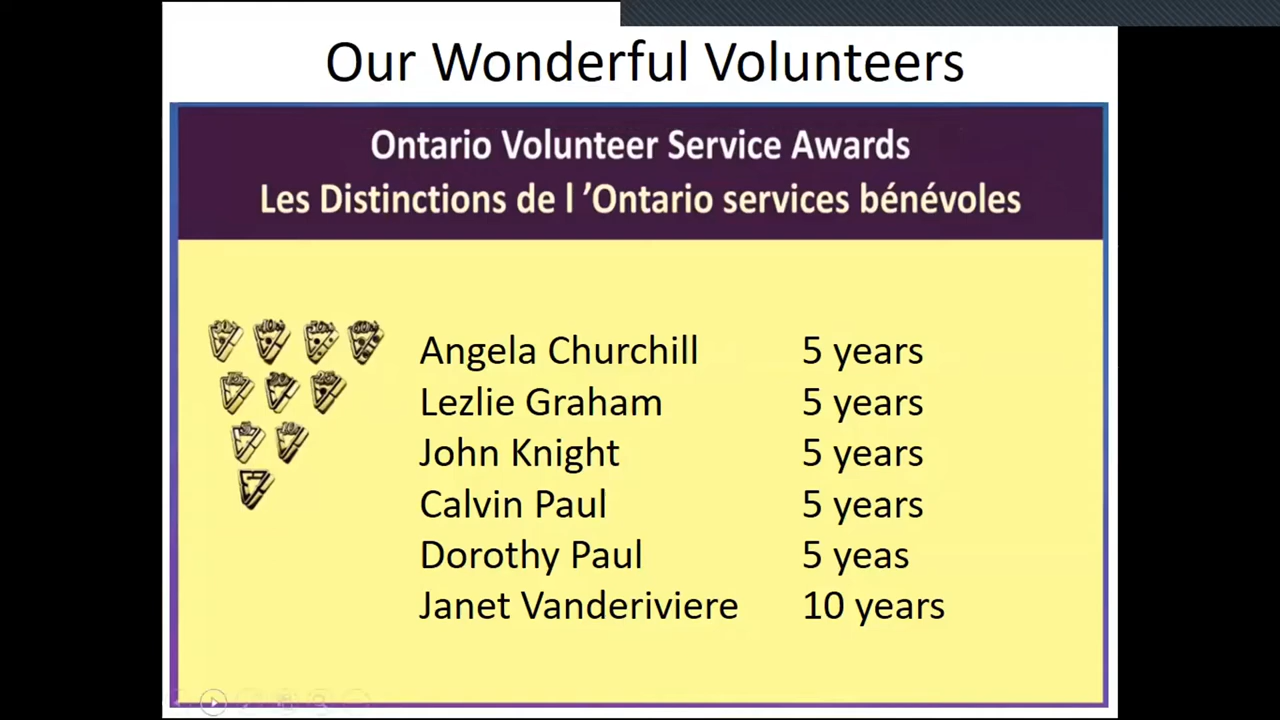 Our Wonderful Volunteers
Ontario Volunteer Service Awards
Les Distinctions de l ’Ontario services bénévoles
Angela Churchill 5 years
Lezlie Graham 5 years
John Knight 5 years
Calvin Paul 5 years
Dorothy Paul 5 yeas
Janet Vanderiviere 10 years